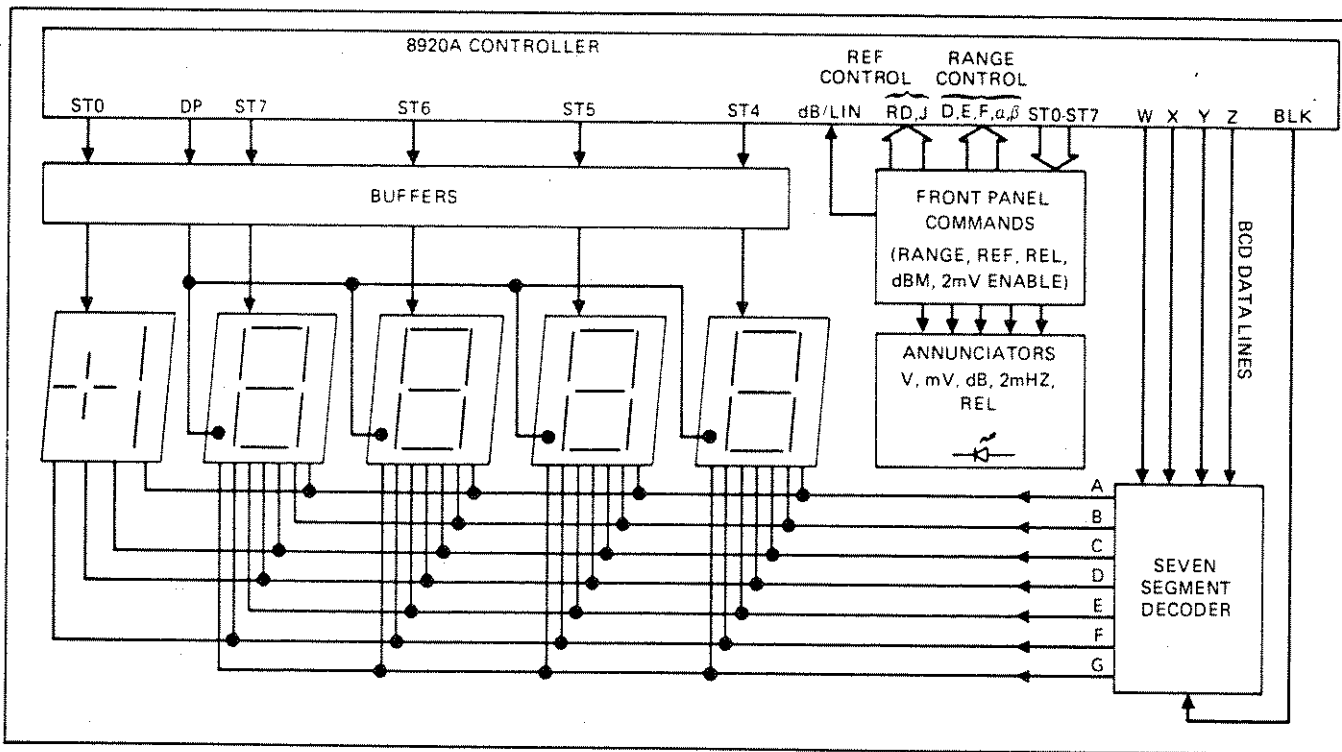 8920A CONTROLLER
REF CONTROL
RANGE CONTROL
ST0 DP ST7 ST6 ST5 ST4 dB/LIN RD,J D,E,F,α,β ST0-ST7 W X Y Z BLK
BUFFERS
FRONT PANEL
COMMANDS
(RANGE, REF, REL,
dBM, 2mV ENABLE)
BCD DATA LINES
ANNUNCIATORS
V, mV, dB, 2mHZ,
REL
A
B
C
D
E
F
G
SEVEN
SEGMENT
DECODER